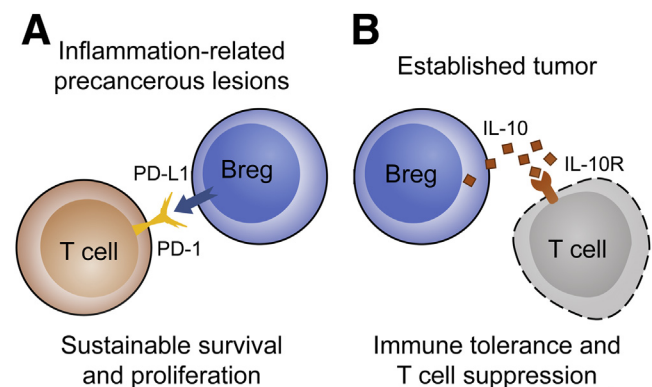 A
Inflammation-related
precancerous lesions
PD-L1
Breg
T cell
PD-1
Sustainable survival
and proliferation
B
Established tumor
IL-10
Breg
IL-10R
T cell
Immune tolerance and
T cell suppression